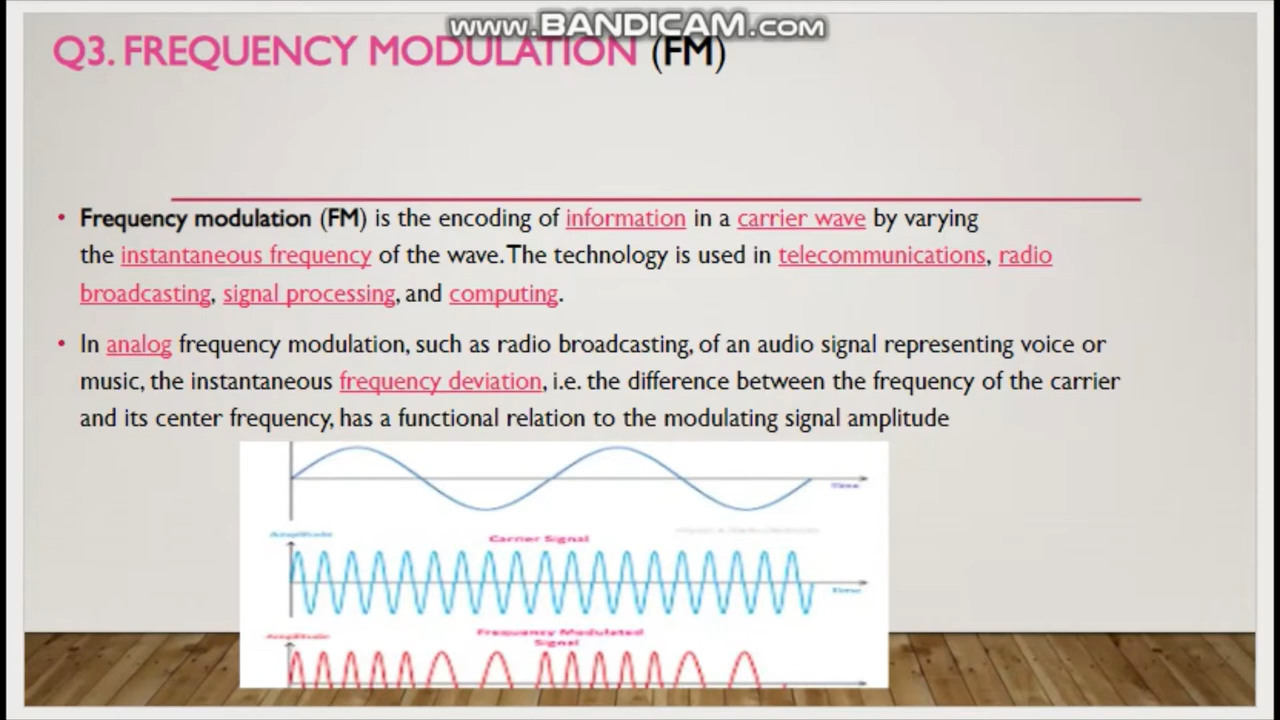 www.BANDICAM.com
Q3. FREQUENCY MODULATION (FM)
• Frequency modulation (FM) is the encoding of information in a carrier wave by varying
the instantaneous frequency of the wave. The technology is used in telecommunications, radio
broadcasting, signal processing, and computing.
• In analog frequency modulation, such as radio broadcasting, of an audio signal representing voice or
music, the instantaneous frequency deviation, i.e. the difference between the frequency of the carrier
and its center frequency, has a functional relation to the modulating signal amplitude
Time
Amplitude
Carrier Signal
Time
Amplitude
Frequency Modulated
Signal